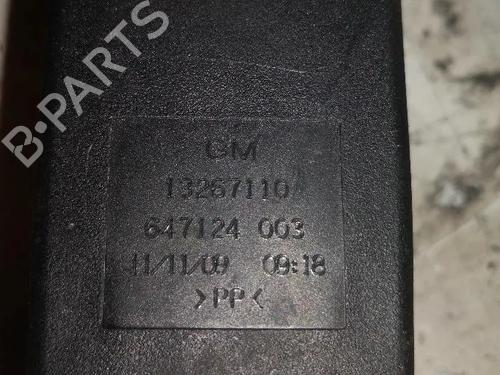 B-PARTS
GM
13267110
647124 003
11/11/09 09:18
>PP<